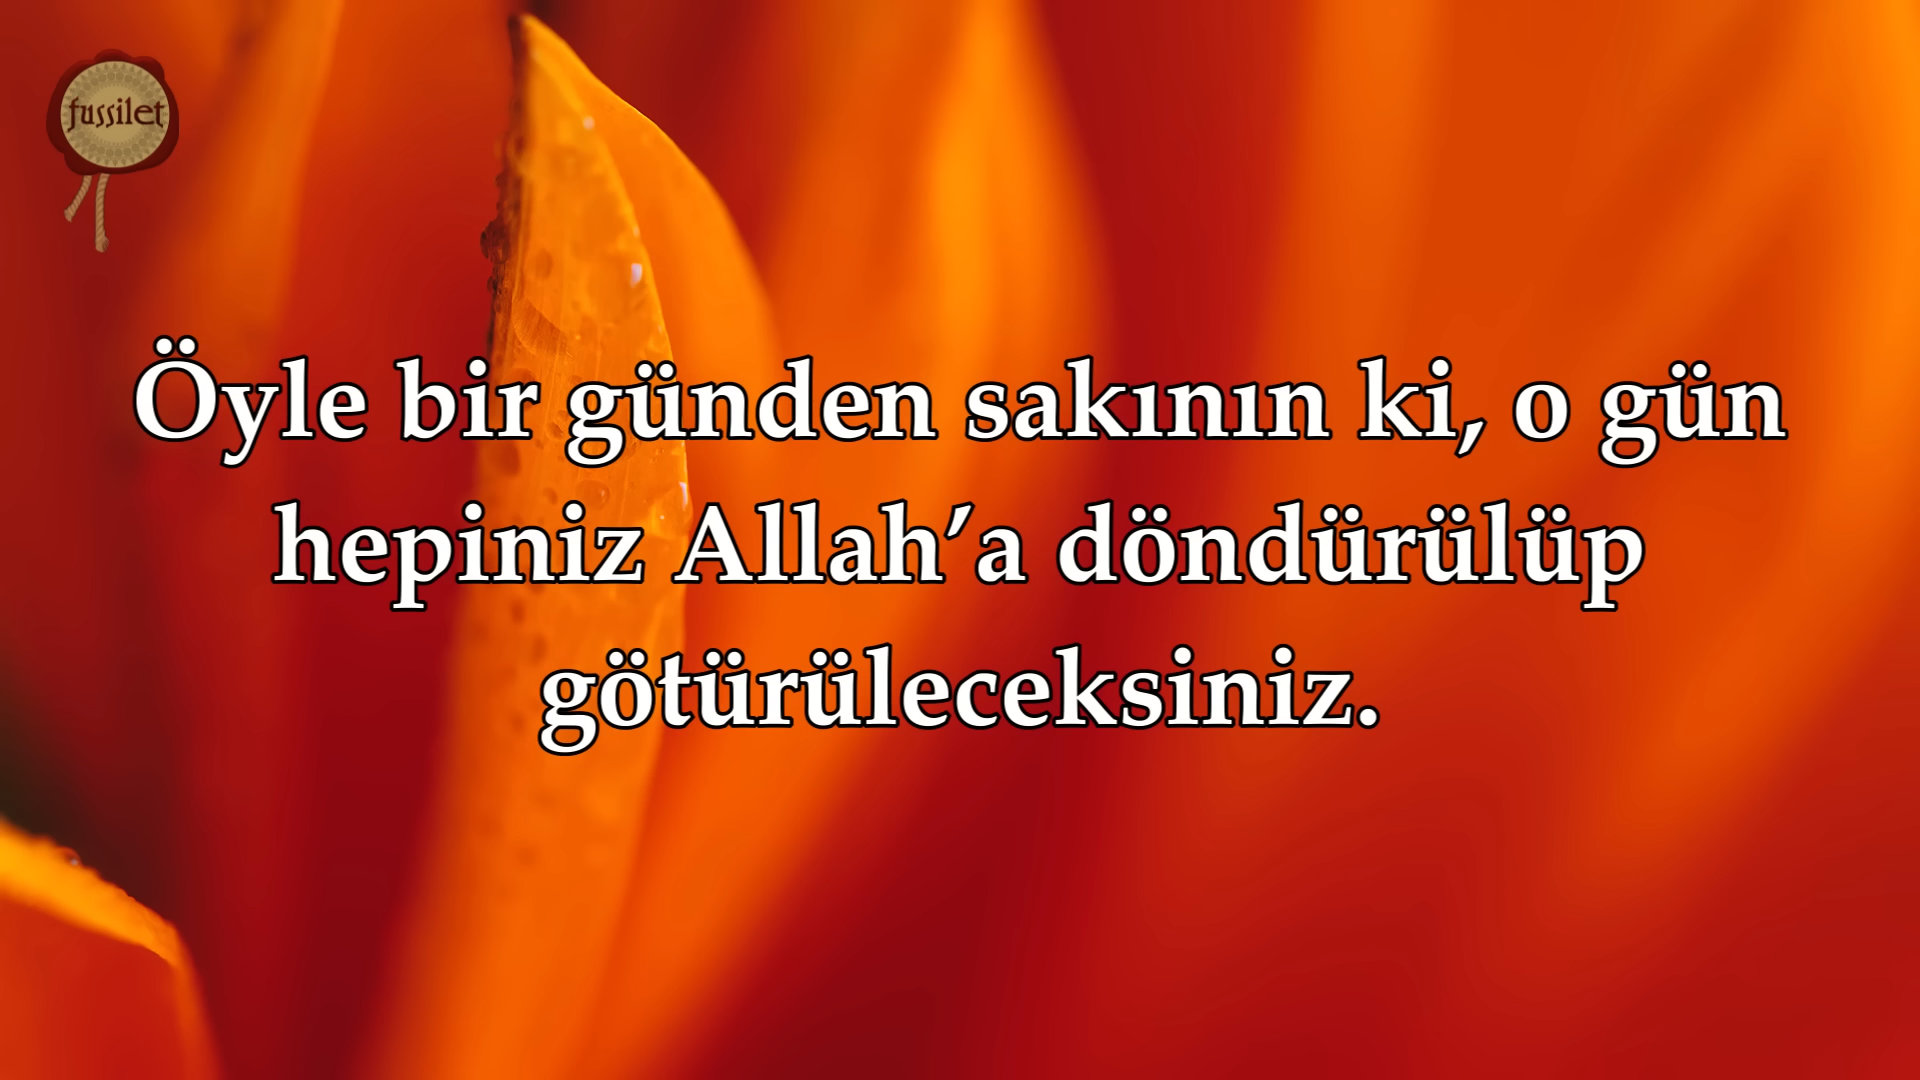 fussilet
Öyle bir günden sakının ki, o gün
hepiniz Allah’a döndürülüp
götürüleceksiniz.